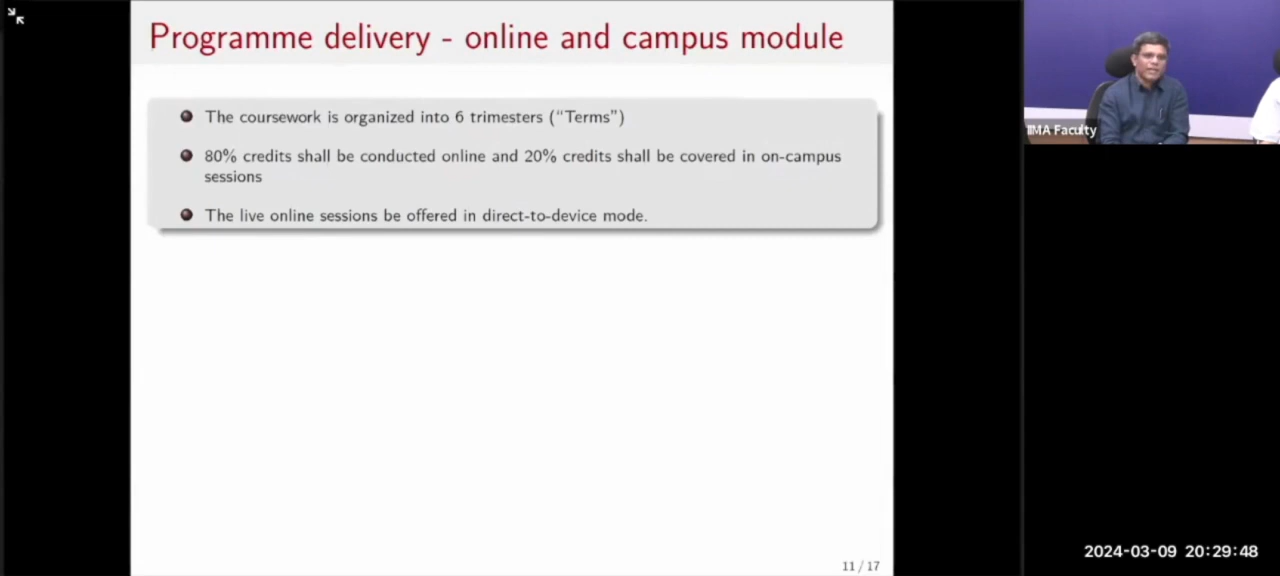 Programme delivery - online and campus module
The coursework is organized into 6 trimesters (“Terms”)
80% credits shall be conducted online and 20% credits shall be covered in on-campus
sessions
The live online sessions be offered in direct-to-device mode.
11 / 17
IIMA Faculty
2024-03-09 20:29:48